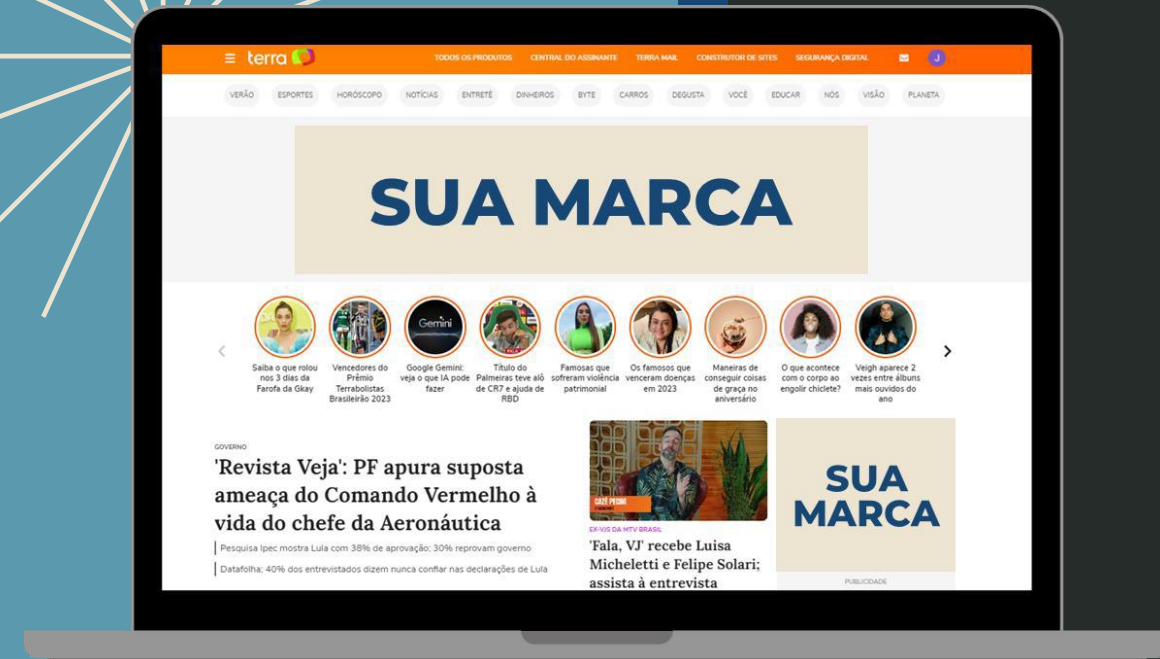 terra
TODOS OS PRODUTOS CENTRAL DO ASSINANTE TERRA MAIL CONSTRUTOR DE SITES SEGURANÇA DIGITAL J
VERÃO ESPORTES HORÓSCOPO NOTÍCIAS ENTRETÊ DINHEIROS BYTE CARROS DEGUSTA VOCÊ EDUCAR NÓS VISÃO PLANETA
SUA MARCA
Gemini
FALA
Saiba o que rolou
nos 3 dias da
Farofa da Gkay
Vencedores do
Prêmio
Terrabolistas
Brasileirão 2023
Google Gemini:
veja o que IA pode
fazer
Título do
Palmeiras teve alô
de CR7 e ajuda de
RBD
Famosas que
sofreram violência
patrimonial
Os famosos que
venceram doenças
em 2023
Maneiras de
conseguir coisas
de graça no
aniversário
O que acontece
com o corpo ao
engolir chiclete?
Veigh aparece 2
vezes entre álbuns
mais ouvidos do
ano
GOVERNO
'Revista Veja': PF apura suposta
ameaça do Comando Vermelho à
vida do chefe da Aeronáutica
Pesquisa Ipec mostra Lula com 38% de aprovação; 30% reprovam governo
Datafolha; 40% dos entrevistados dizem nunca confiar nas declarações de Lula
CAZÉ PECINI
EX-VJS DA MTV BRASIL
'Fala, VJ' recebe Luisa
Micheletti e Felipe Solari;
assista à entrevista
SUA
MARCA
PUBLICIDADE